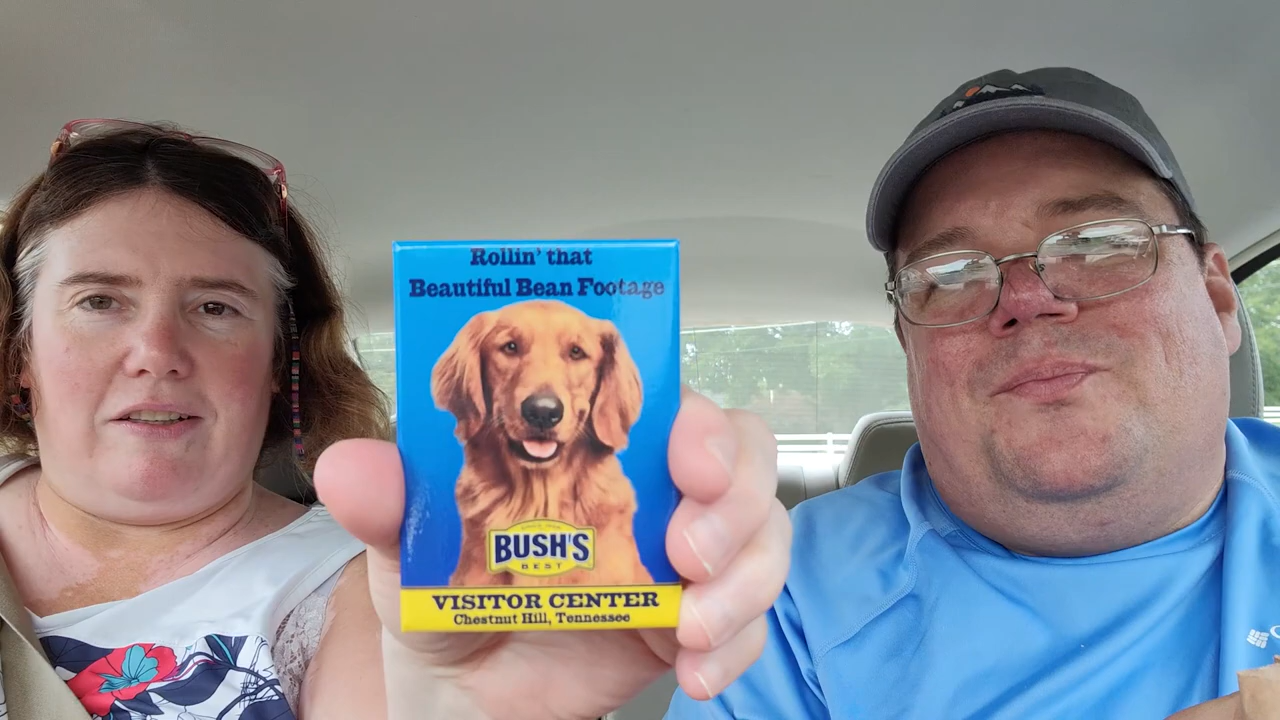 Rollin' that
Beautiful Bean Footage
BUSH'S
BEST
VISITOR CENTER
Chestnut Hill, Tennessee